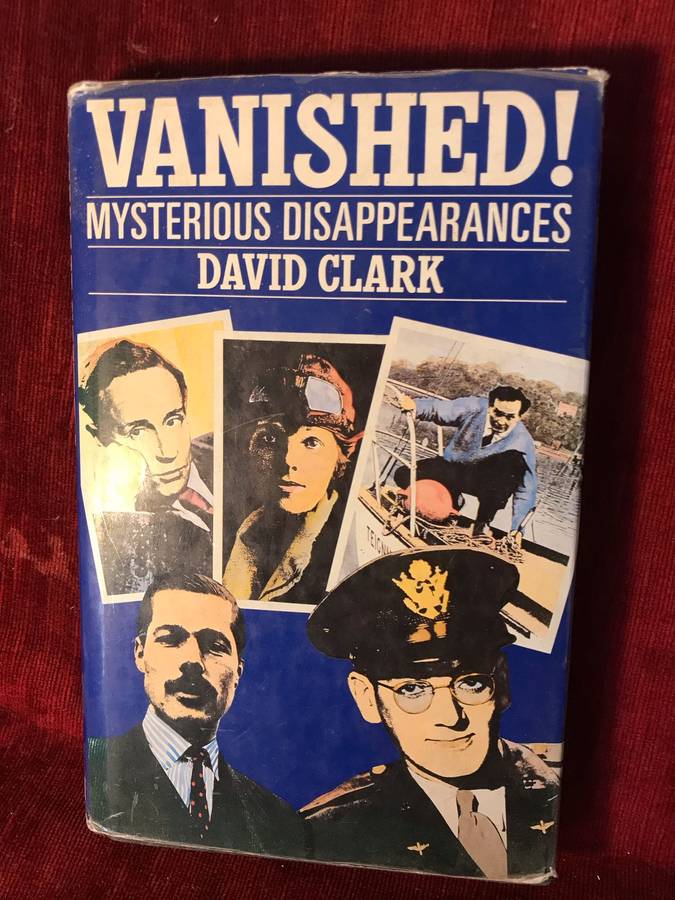 VANISHED!
MYSTERIOUS DISAPPEARANCES
DAVID CLARK